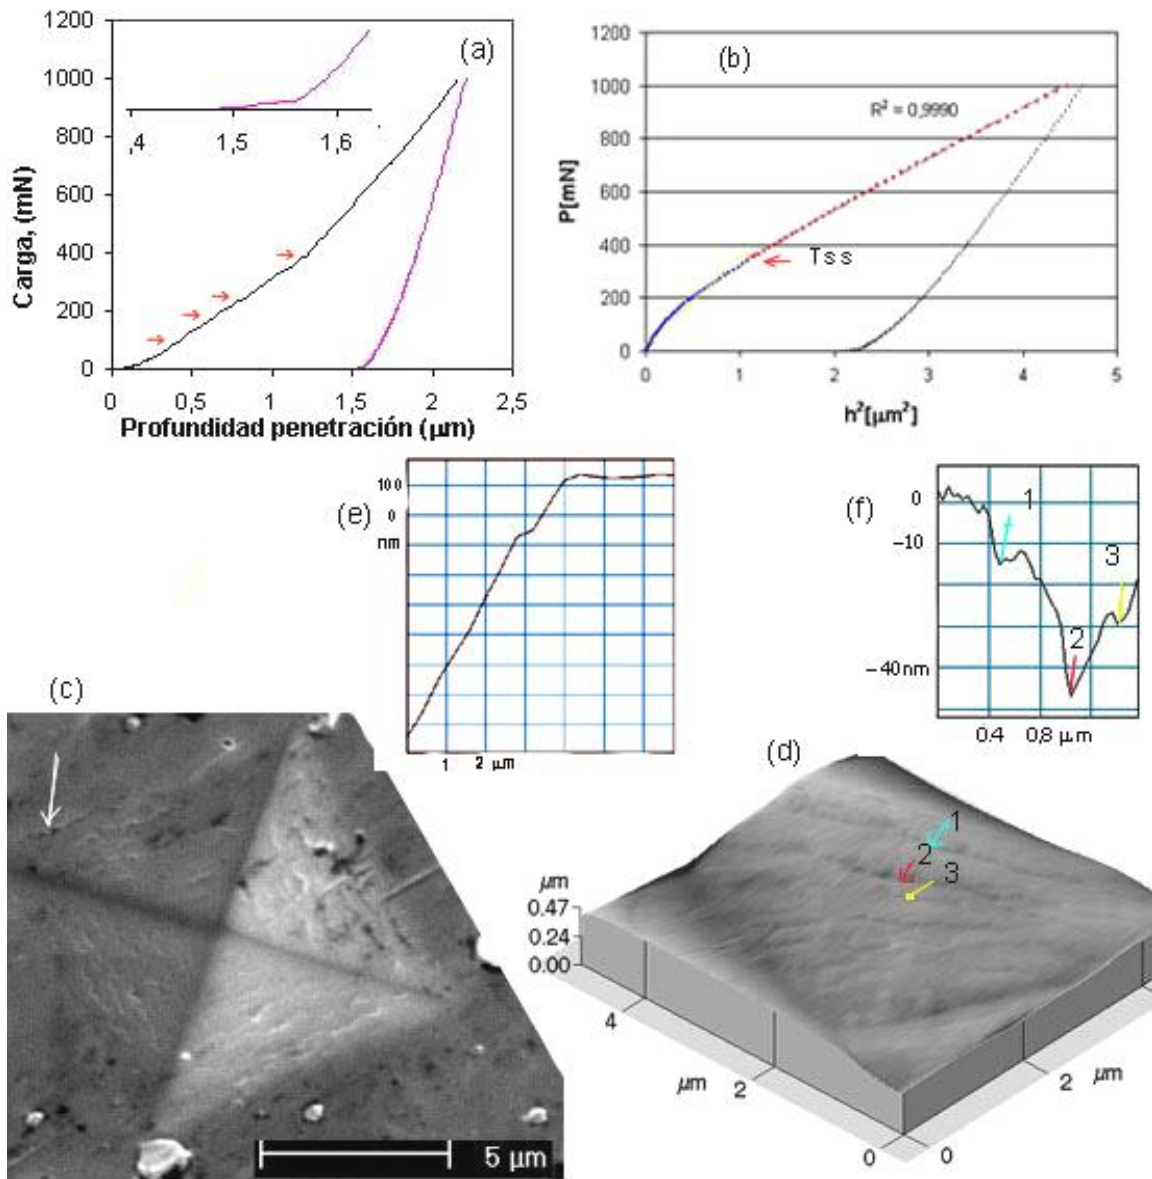 1200
(a)
1000
800
600
400
200
0
Carga, (mN)
,4
1,5
1,6
0
0,5
1
1,5
2
2,5
Profundidad penetración (μm)
1200
(b)
1000
800
600
400
200
0
P[mN]
R² = 0,9990
Tss
0
1
2
3
4
5
h²[μm²]
(e)
10.0
0
nm
1
2 μm
(f)
0
−10
−40nm
1
2
3
0.4
0,8 μm
(c)
5 μm
(d)
1
2
3
μm
0.47
0.24
0.00
4
μm
2
0
0
2
μm